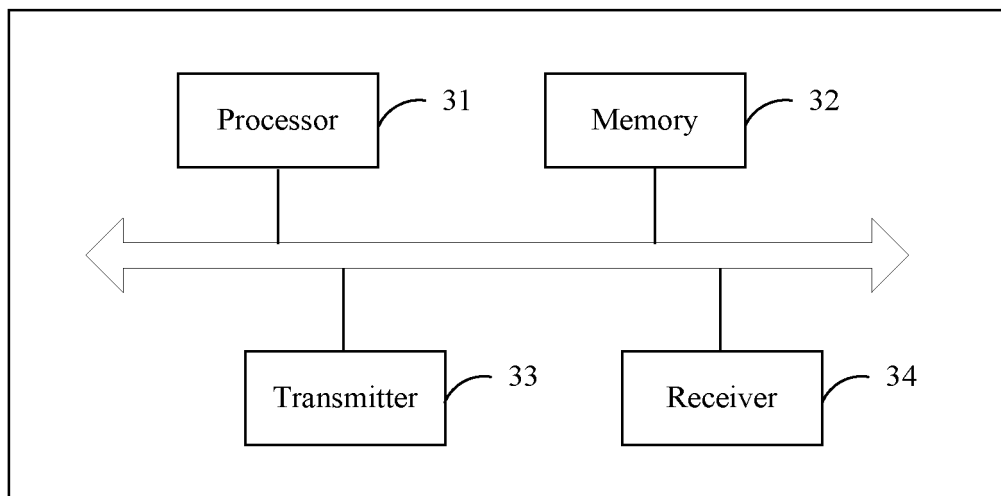 Processor
31
Memory
32
Transmitter
33
Receiver
34